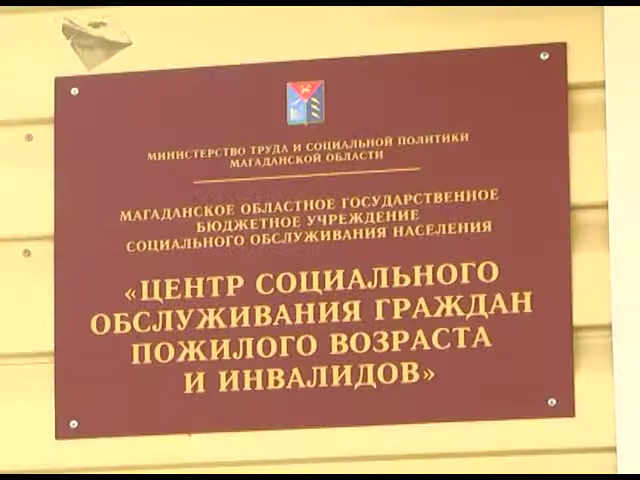 МИНИСТЕРСТВО ТРУДА И СОЦИАЛЬНОЙ ПОЛИТИКИ
МАГАДАНСКОЙ ОБЛАСТИ
МАГАДАНСКОЕ ОБЛАСТНОЕ ГОСУДАРСТВЕННОЕ
БЮДЖЕТНОЕ УЧРЕЖДЕНИЕ
СОЦИАЛЬНОГО ОБСЛУЖИВАНИЯ НАСЕЛЕНИЯ
«ЦЕНТР СОЦИАЛЬНОГО
ОБСЛУЖИВАНИЯ ГРАЖДАН
ПОЖИЛОГО ВОЗРАСТА
И ИНВАЛИДОВ»